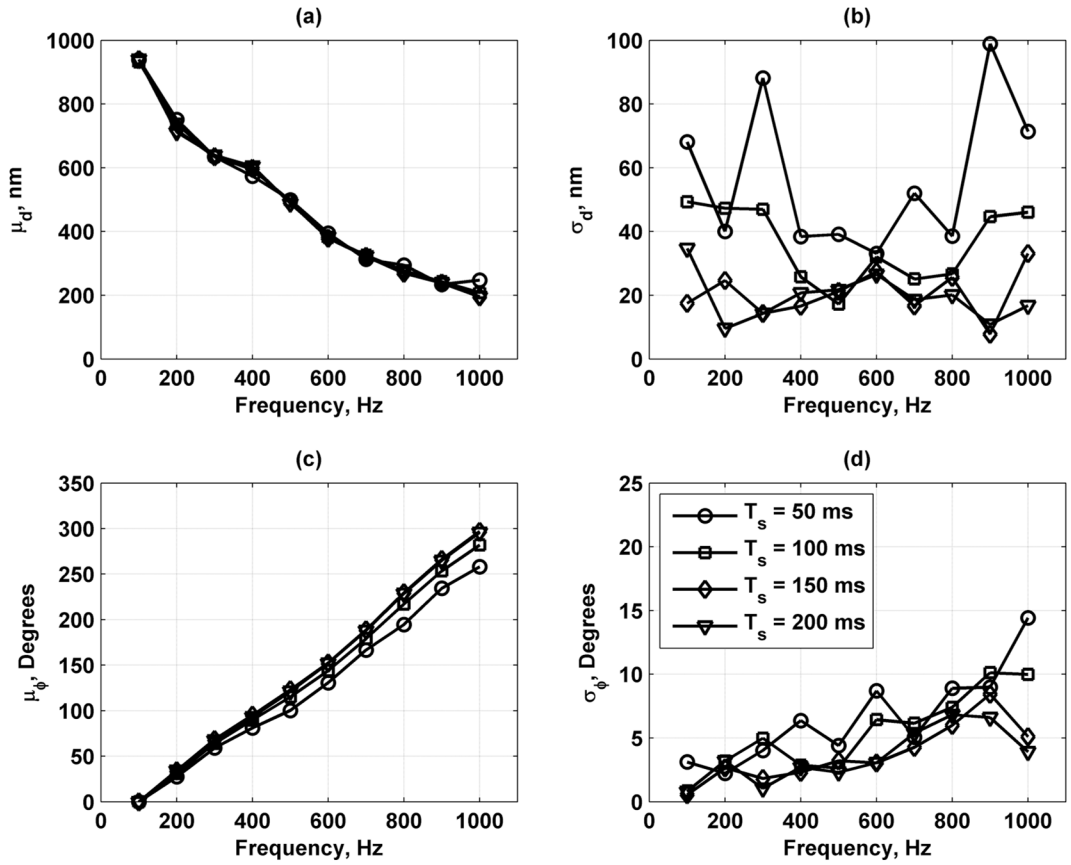 (a)
1000
800
600
400
200
0
μd, nm
0 200 400 600 800 1000
Frequency, Hz
(b)
100
80
60
40
20
0
σd, nm
0 200 400 600 800 1000
Frequency, Hz
(c)
350
300
250
200
150
100
50
0
μϕ, Degrees
0 200 400 600 800 1000
Frequency, Hz
(d)
25
20
15
10
5
0
σϕ, Degrees
Ts = 50 ms
Ts = 100 ms
Ts = 150 ms
Ts = 200 ms
0 200 400 600 800 1000
Frequency, Hz